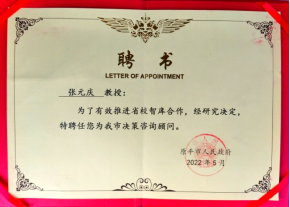 聘书
LETTER OF APPOINTMENT
张元庆 教授:
为了有效推进省校智库合作，经研究决定，
特聘任您为我市决策咨询顾问。
原平市人民政府
2022年5月